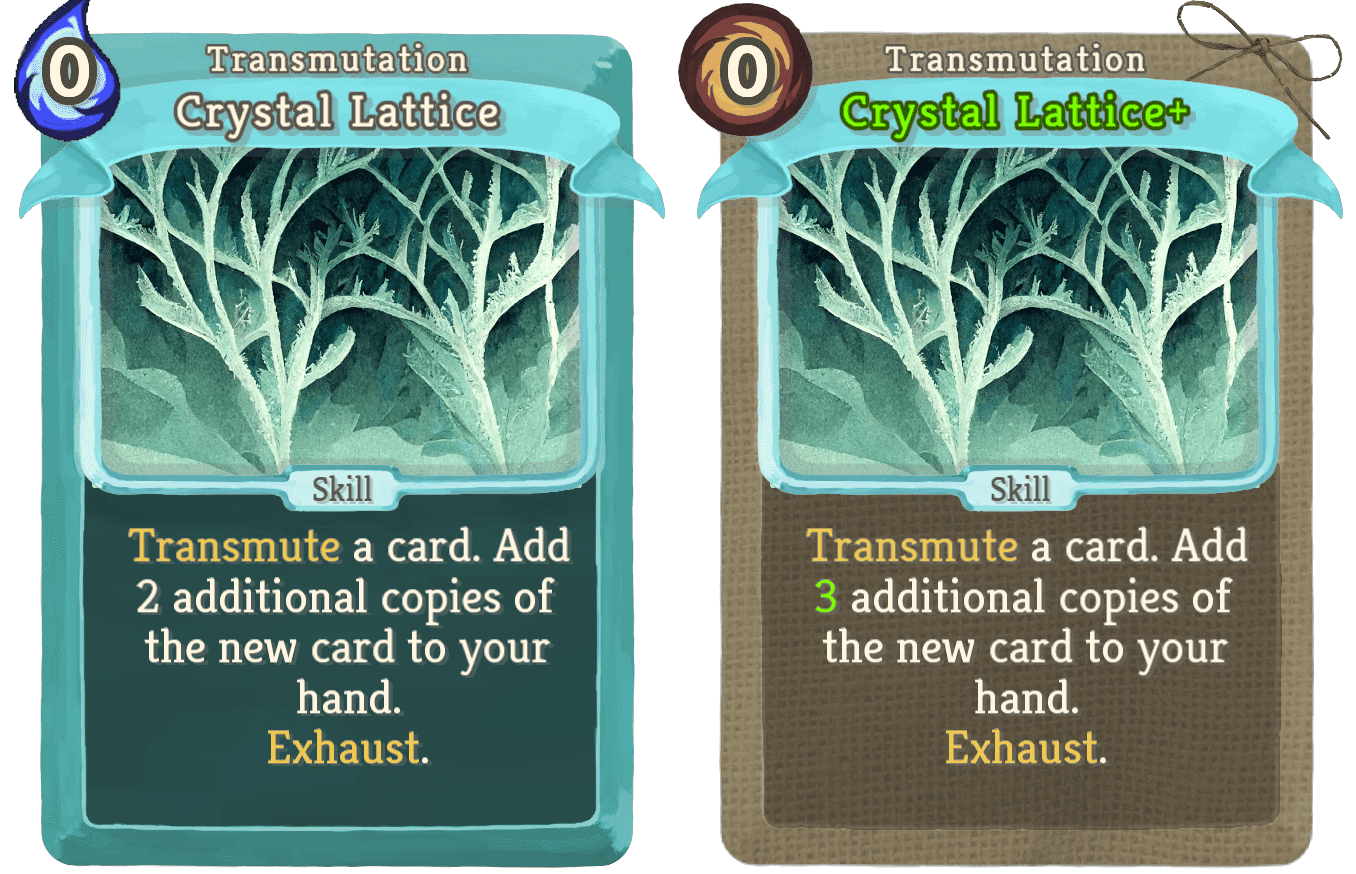 0
Transmutation
Crystal Lattice
Skill
Transmute a card. Add
2 additional copies of
the new card to your
hand.
Exhaust.
0
Transmutation
Crystal Lattice+
Skill
Transmute a card. Add
3 additional copies of
the new card to your
hand.
Exhaust.